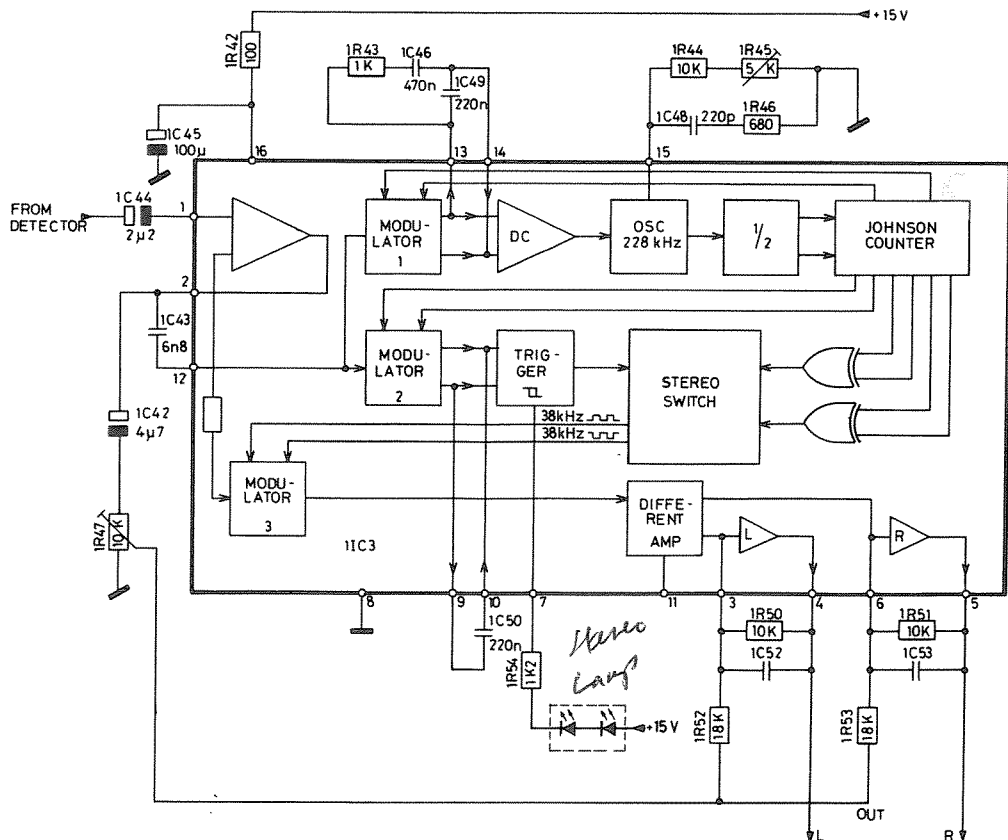 +15V
1R42
100
1R43
1K
1C46
470n
1C49
220n
1R44
10K
1R45
5 K
1C48
220p
1R46
680
1C45
100µ
16
13
14
15
FROM
DETECTOR
1C44
2µ2
1
MODU-
LATOR
1
DC
OSC
228 kHz
1/2
JOHNSON
COUNTER
2
1C43
6n8
12
MODU-
LATOR
2
TRIG-
GER
STEREO
SWITCH
38kHz
38kHz
1C42
4µ7
MODU-
LATOR
3
DIFFE-
RENT
AMP
L
R
1R47
10 K
1IC3
8
9
10
7
11
3
4
6
5
1C50
220n
1R54
1K2
Stereo
Lamp
+15V
1R50
10K
1C52
1R51
10K
1C53
1R52
18K
1R53
18K
OUT
L
R